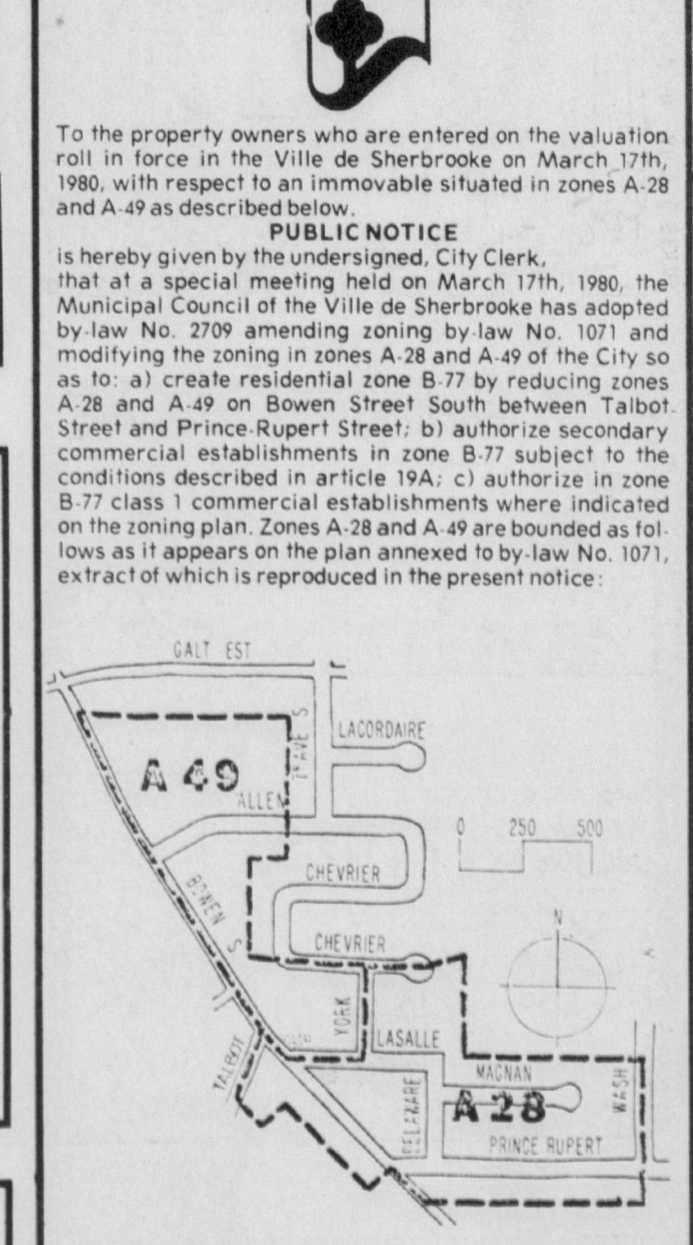 To the property owners who are entered on the valuation
roll in force in the Ville de Sherbrooke on March 17th,
1980, with respect to an immovable situated in zones A-28
and A-49 as described below.
PUBLIC NOTICE
is hereby given by the undersigned, City Clerk,
that at a special meeting held on March 17th, 1980, the
Municipal Council of the Ville de Sherbrooke has adopted
by-law No. 2709 amending zoning by-law No. 1071 and
modifying the zoning in zones A-28 and A-49 of the City so
as to: a) create residential zone B-77 by reducing zones
A-28 and A-49 on Bowen Street South between Talbot
Street and Prince-Rupert Street; b) authorize secondary
commercial establishments in zone B-77 subject to the
conditions described in article 19A; c) authorize in zone
B-77 class 1 commercial establishments where indicated
on the zoning plan. Zones A-28 and A-49 are bounded as fol-
lows as it appears on the plan annexed to by-law No. 1071,
extract of which is reproduced in the present notice:
GALT EST
7e AVE S.
LACORDAIRE
A 49
ALLEN
0 250 500
CHEVRIER
BOWEN S
N
CHEVRIER
YORK
LASALLE
TALBOT
MAGNAN
WASH
DELAWARE
A 28
PRINCE RUPERT